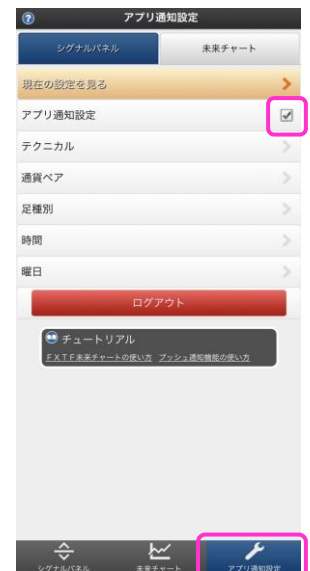 アプリ通知設定
シグナルパネル 未来チャート
現在の設定を見る
アプリ通知設定
テクニカル
通貨ペア
足種別
時間
曜日
ログアウト
チュートリアル
FXTF未来チャートの使い方 プッシュ通知機能の使い方
シグナルパネル 未来チャート アプリ通知設定